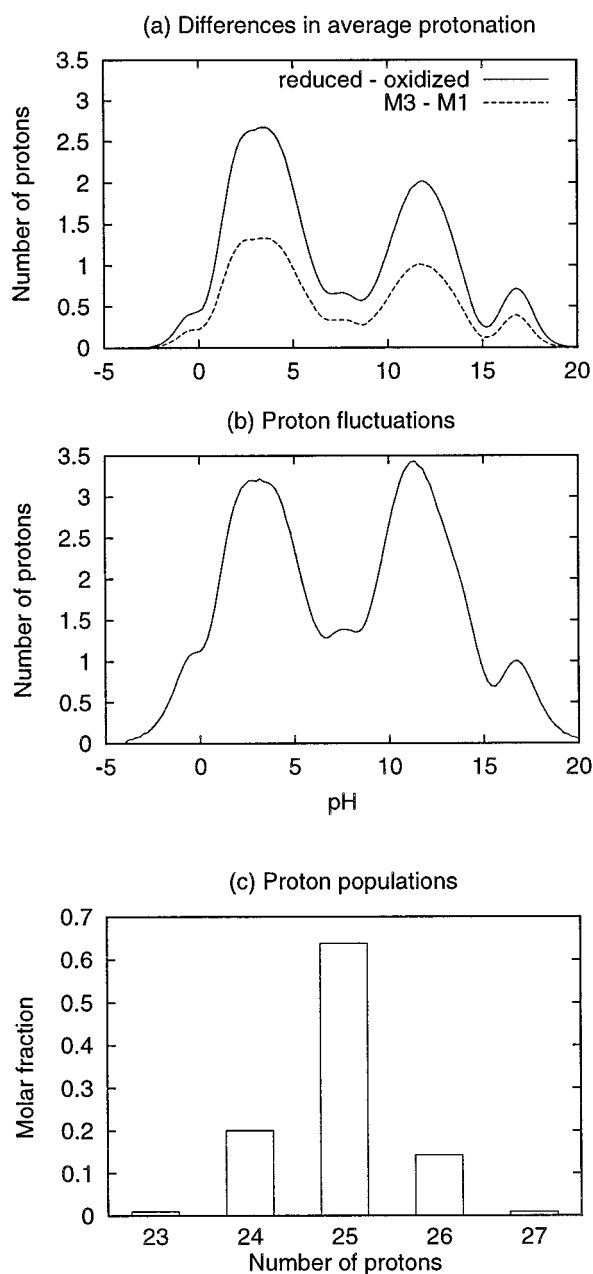 (a) Differences in average protonation
3.5
reduced - oxidized
3
M3 - M1
2.5
2
1.5
1
0.5
0
Number of protons
-5 0 5 10 15 20
(b) Proton fluctuations
3.5
3
2.5
2
1.5
1
0.5
0
Number of protons
-5 0 5 10 15 20
pH
(c) Proton populations
0.7
0.6
0.5
0.4
0.3
0.2
0.1
0
Molar fraction
23 24 25 26 27
Number of protons